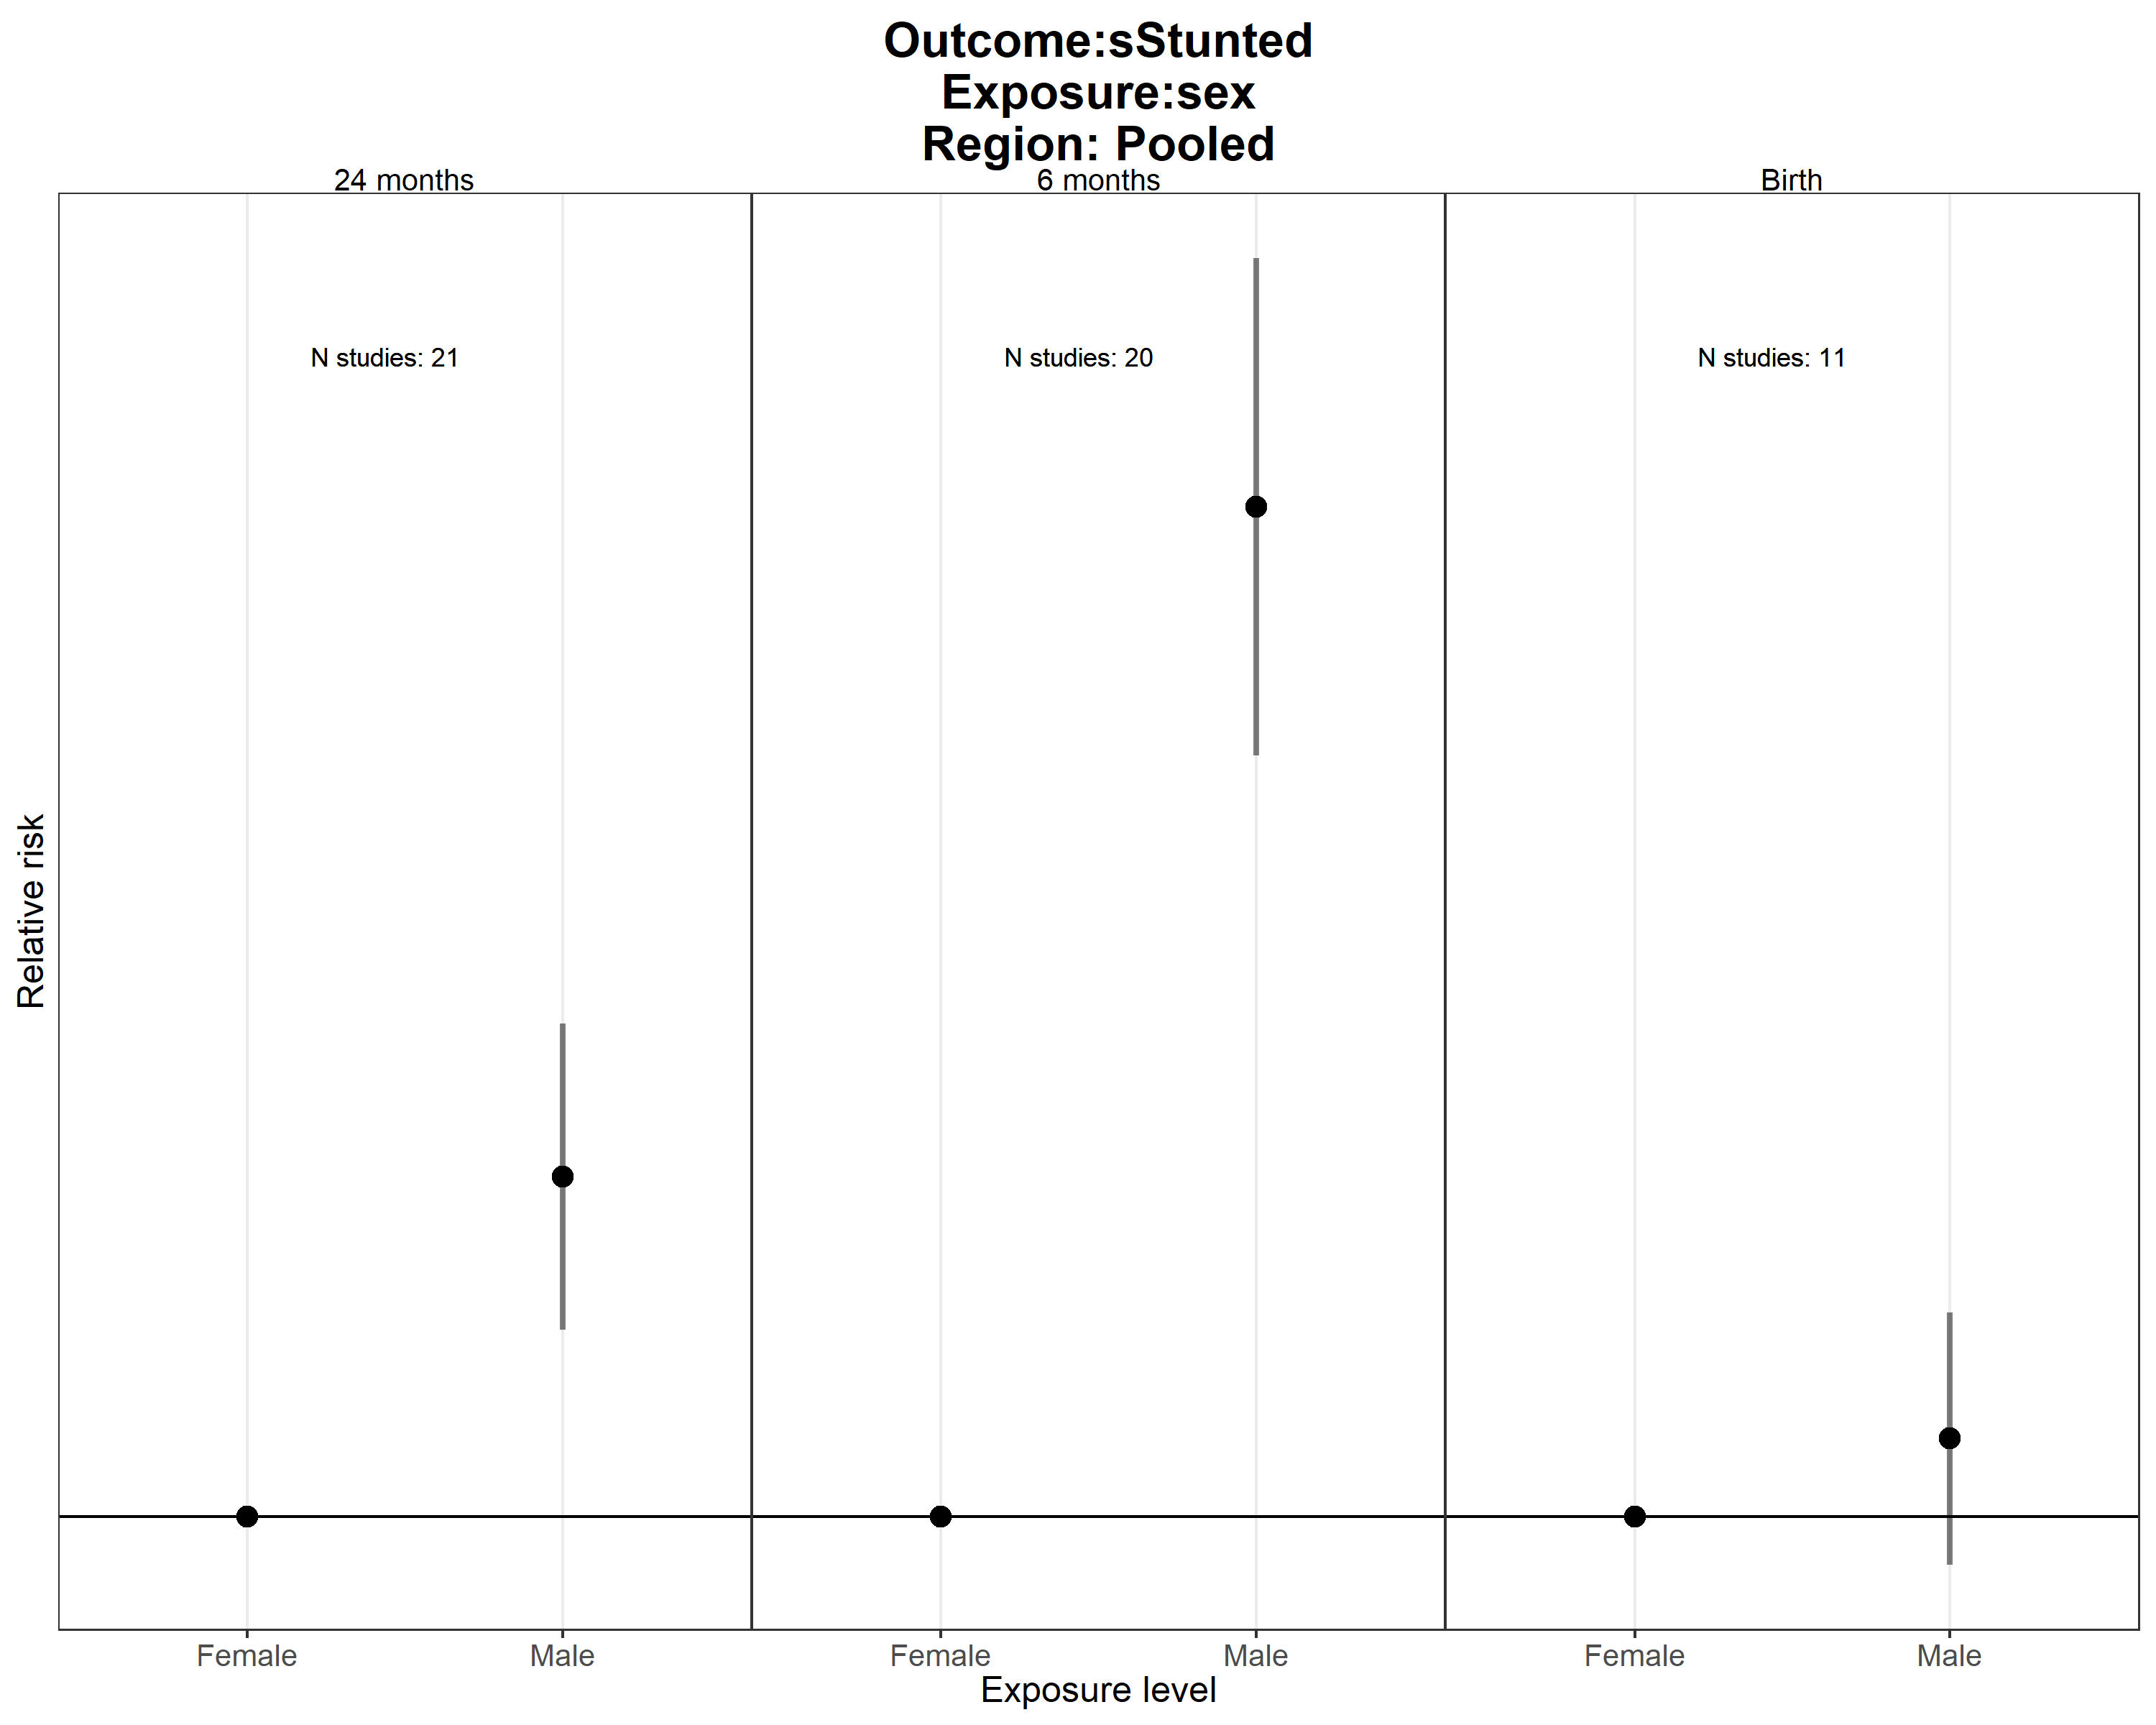 Outcome:sStunted
Exposure:sex
Region: Pooled
24 months
6 months
Birth
N studies: 21
N studies: 20
N studies: 11
Relative risk
Female
Male
Female
Male
Female
Male
Exposure level